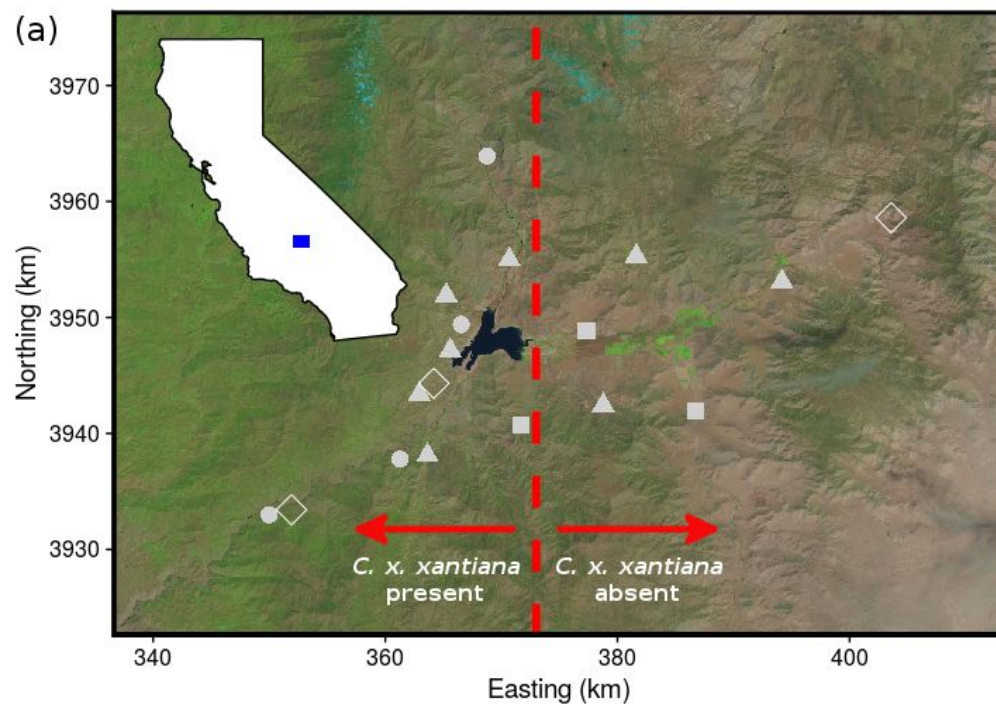 (a)
3970
3960
3950
3940
3930
Northing (km)
C. x. xantiana
present
C. x. xantiana
absent
340
360
380
400
Easting (km)